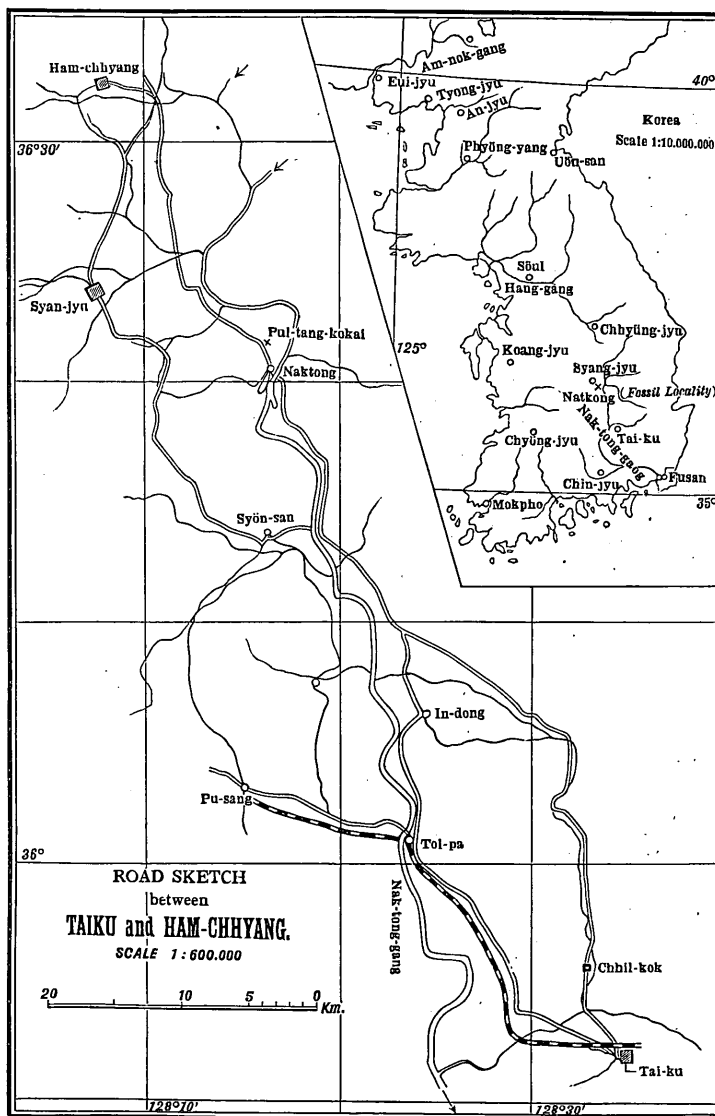 Ham-chhyang
36°30'
Syan-jyu
Pul-tang-kokai
Naktong
Syön-san
In-dong
Pu-sang
Tol-pa
36°
Nak-tong-gang
Chhil-kok
Tai-ku
128°10'
128°30'
ROAD SKETCH
between
TAIKU and HAM-CHHYANG.
SCALE 1:600.000
20 10 5 0
Km.
Am-nok-gang
40°
Eui-jyu
Tyong-jyu
An-jyu
Korea
Scale 1:10.000.000
Phyöng-yang
Uön-san
Söul
Hang-gang
125°
Chhyüng-jyu
Koang-jyu
Syang-jyu
Natkong
(Fossil Locality)
Nak-tong-gaog
Tai-ku
Chyöng-jyu
Chin-jyu
Fusan
35°
Mokpho